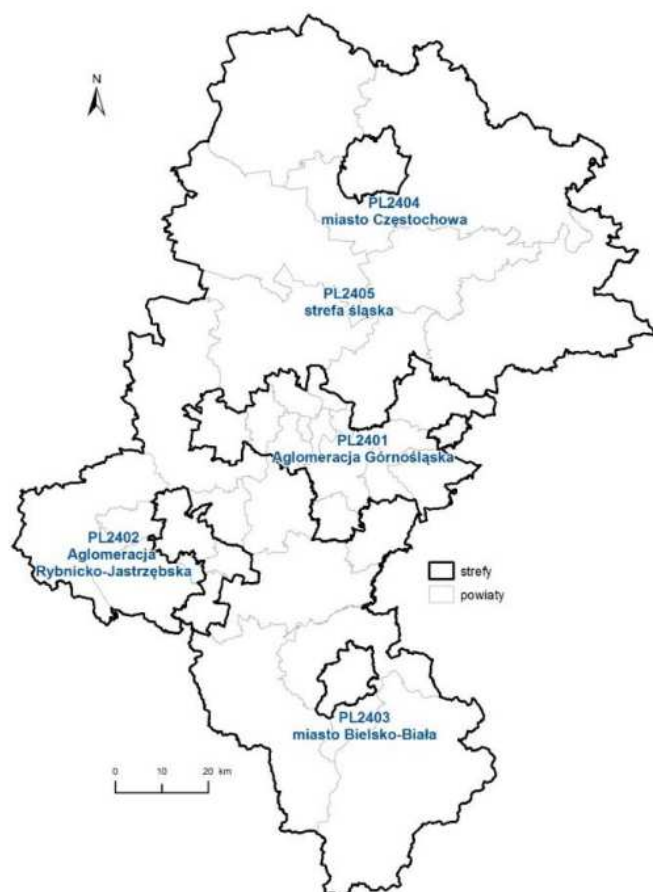 N
PL2404
miasto Częstochowa
PL2405
strefa śląska
PL2401
Aglomeracja Górnośląska
PL2402
Aglomeracja
Rybnicko-Jastrzębska
strefy
powiaty
PL2403
miasto Bielsko-Biała
0 10 20 km